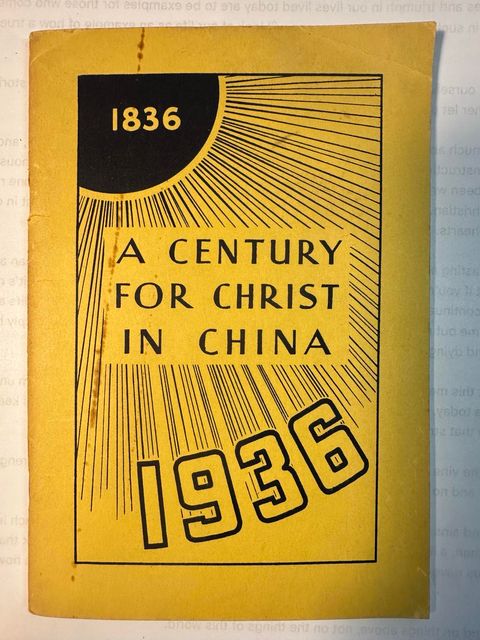 1836
A CENTURY
FOR CHRIST
IN CHINA
1936